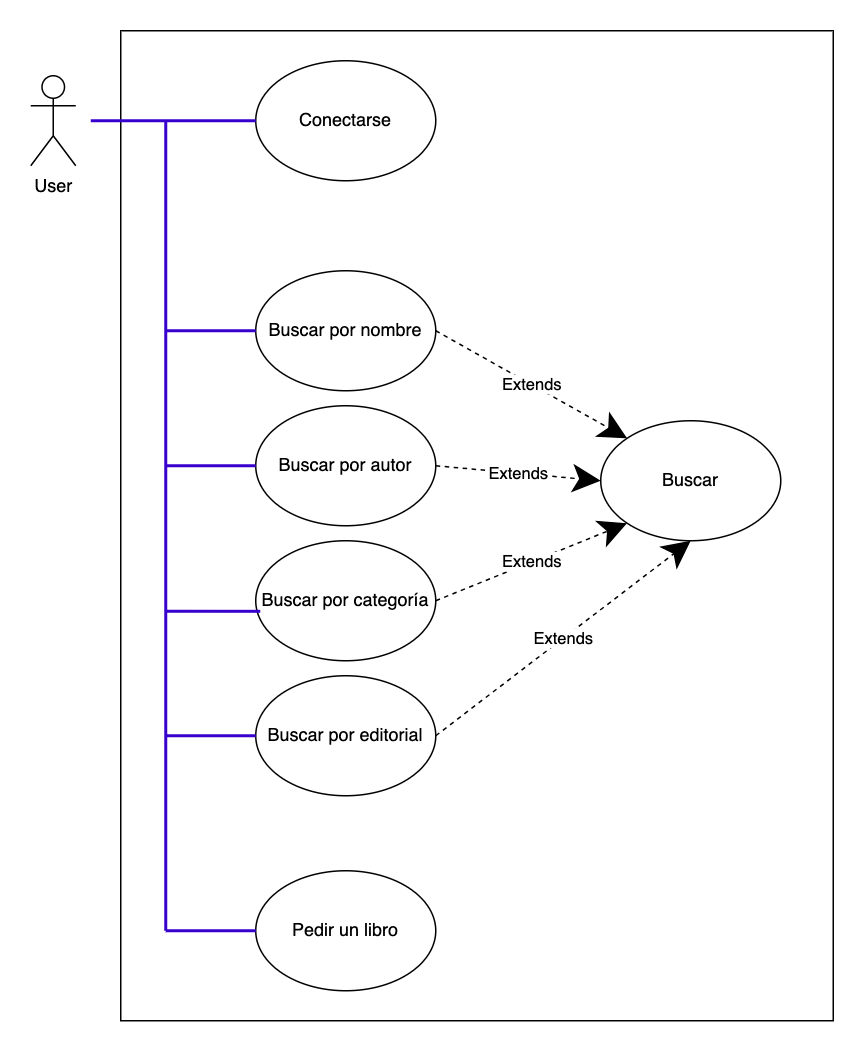 Conectarse
User
Buscar por nombre
Extends
Buscar por autor
Extends
Buscar
Buscar por categoría
Extends
Extends
Buscar por editorial
Pedir un libro